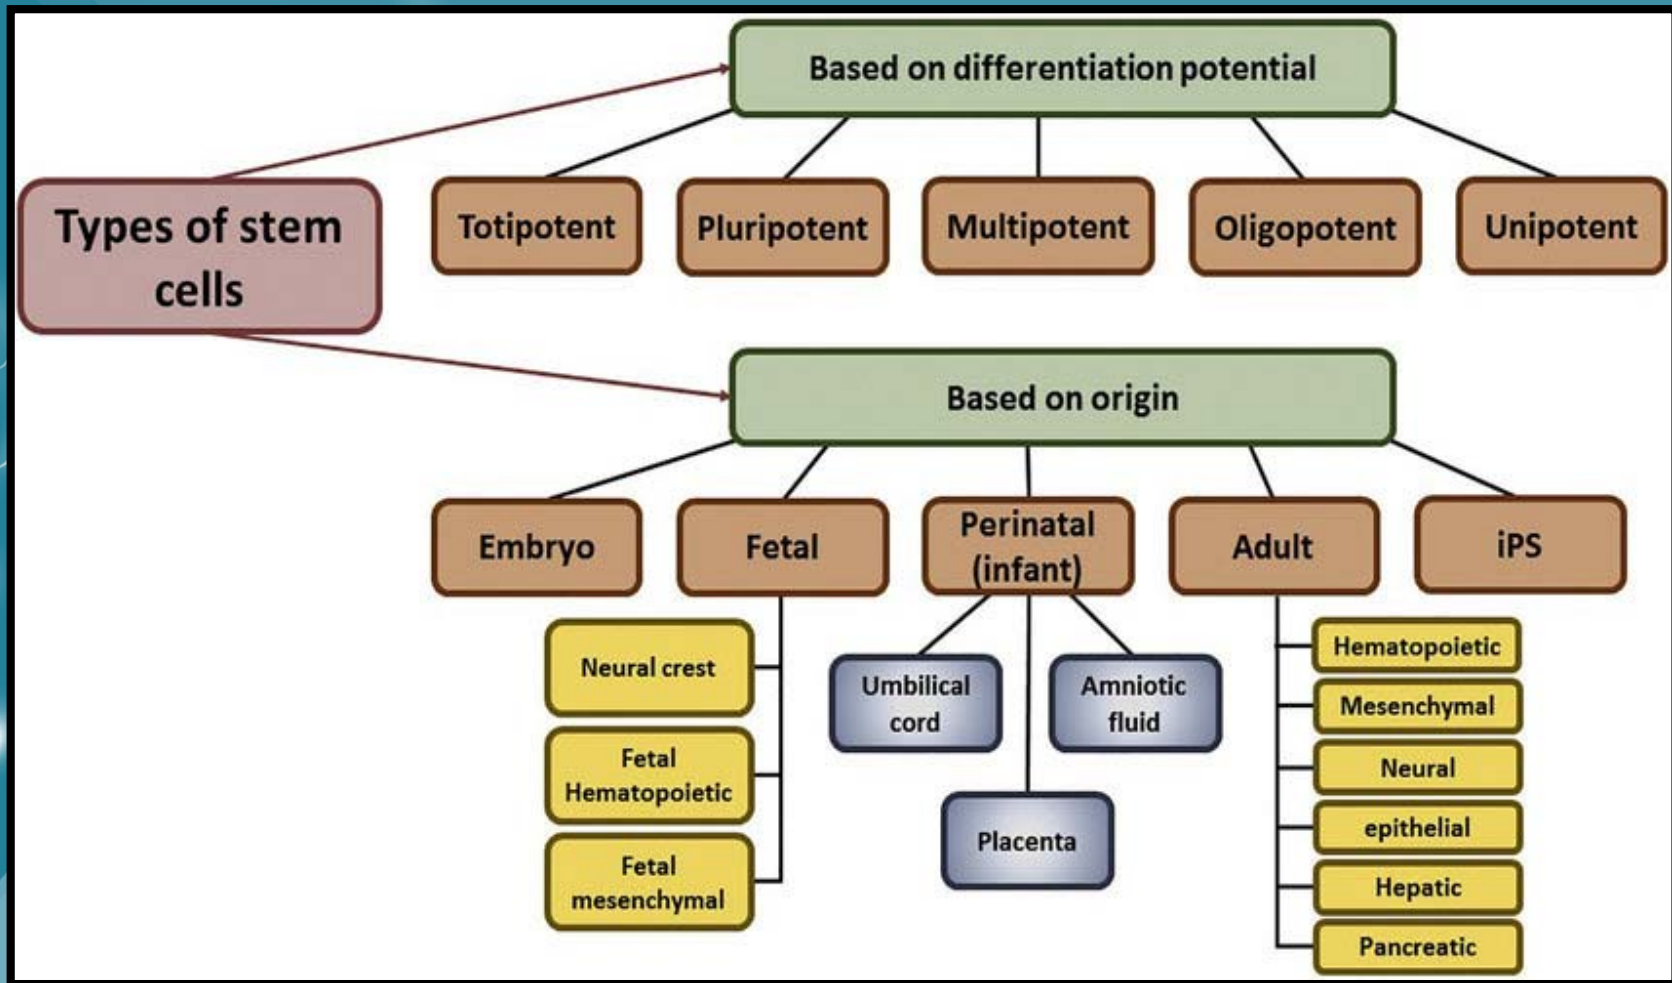 Based on differentiation potential
Types of stem
cells
Totipotent
Pluripotent
Multipotent
Oligopotent
Unipotent
Based on origin
Embryo
Fetal
Perinatal
(infant)
Adult
iPS
Neural crest
Fetal
Hematopoietic
Fetal
mesenchymal
Umbilical
cord
Amniotic
fluid
Placenta
Hematopoietic
Mesenchymal
Neural
epithelial
Hepatic
Pancreatic